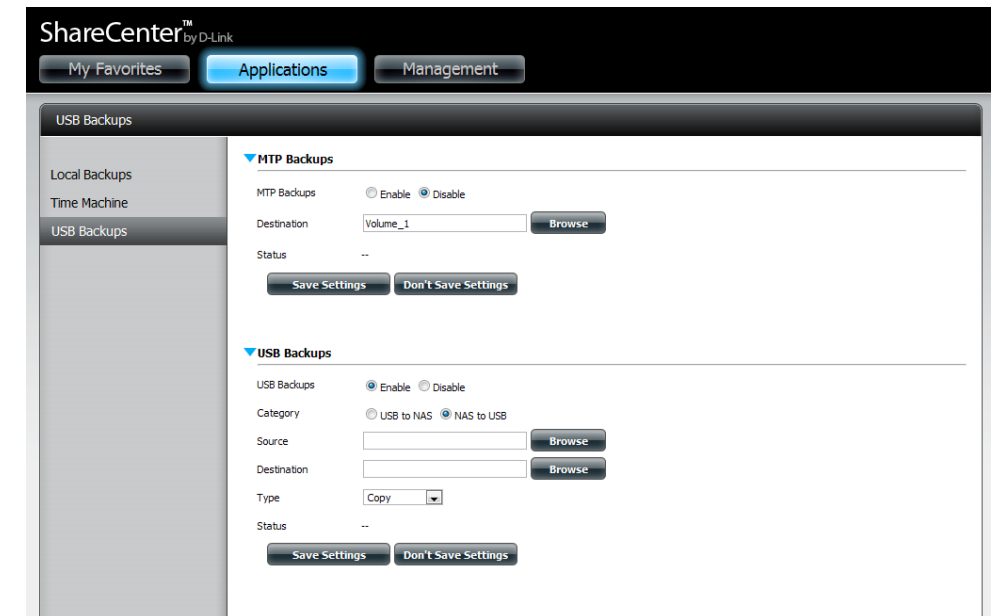 ShareCenter™ by D-Link
My Favorites Applications Management
USB Backups
Local Backups
Time Machine
USB Backups
MTP Backups
MTP Backups Enable Disable
Destination Volume_1 Browse
Status --
Save Settings Don't Save Settings
USB Backups
USB Backups Enable Disable
Category USB to NAS NAS to USB
Source Browse
Destination Browse
Type Copy
Status --
Save Settings Don't Save Settings